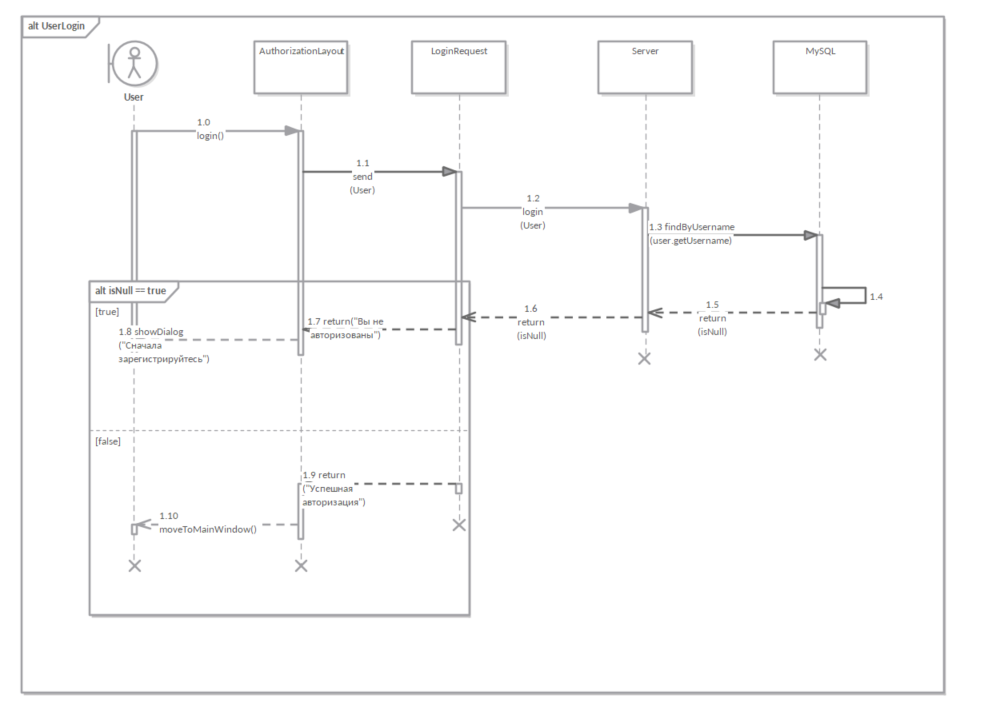 alt UserLogin
User
AuthorizationLayout
LoginRequest
Server
MySQL
1.0
login()
1.1
send
(User)
1.2
login
(User)
1.3 findByUsername
(user.getUsername)
1.4
1.5
return
(isNull)
1.6
return
(isNull)
alt isNull == true
[true]
1.7 return("Вы не
авторизованы")
1.8 showDialog
("Сначала
зарегистрируйтесь")
[false]
1.9 return
("Успешная
авторизация")
1.10
moveToMainWindow()